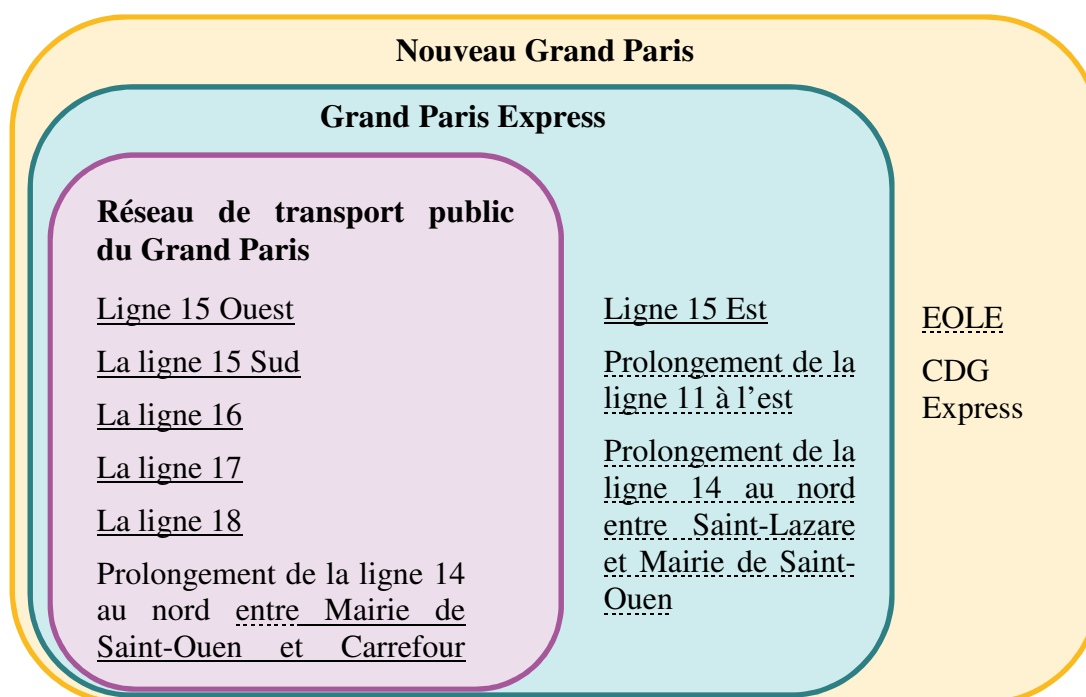 Nouveau Grand Paris
Grand Paris Express
Réseau de transport public
du Grand Paris
Ligne 15 Ouest
La ligne 15 Sud
La ligne 16
La ligne 17
La ligne 18
Prolongement de la ligne 14
au nord entre Mairie de
Saint-Ouen et Carrefour
Ligne 15 Est
Prolongement de la
ligne 11 à l’est
Prolongement de la
ligne 14 au nord
entre Saint-Lazare
et Mairie de Saint-
Ouen
EOLE
CDG
Express